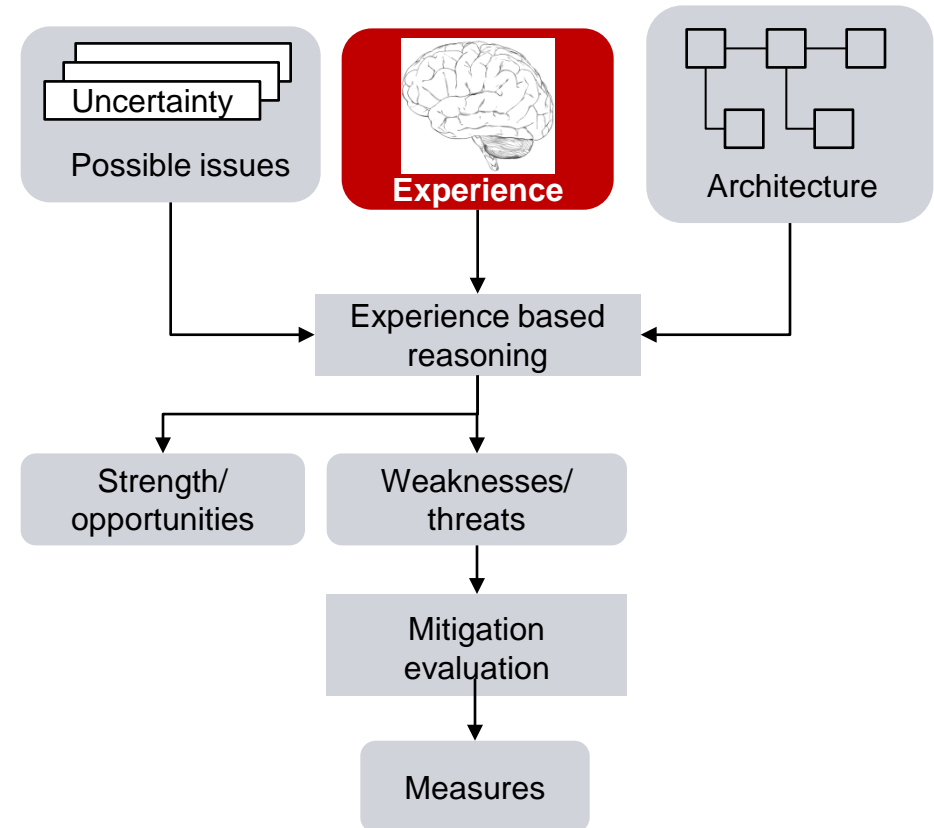 Uncertainty
Possible issues
Experience
Architecture
Experience based
reasoning
Strength/
opportunities
Weaknesses/
threats
Mitigation
evaluation
Measures